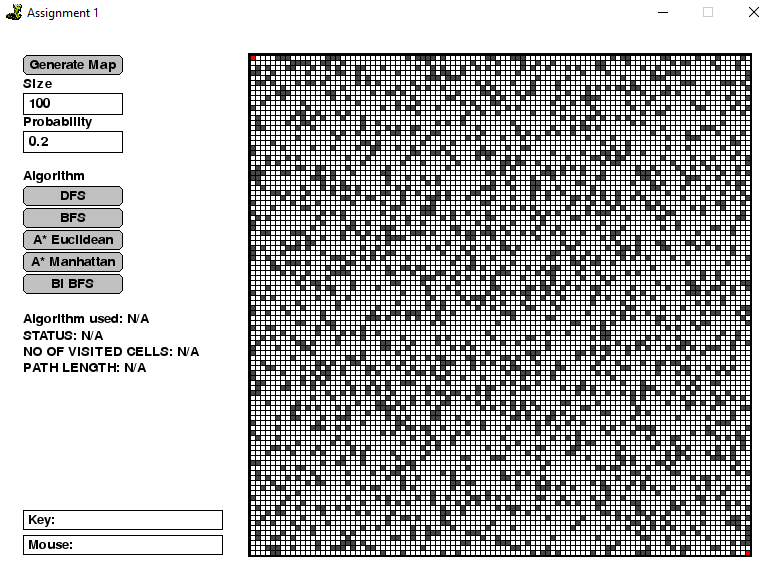 Assignment 1
Generate Map
Size
100
Probability
0.2
Algorithm
DFS
BFS
A* Euclidean
A* Manhattan
BI BFS
Algorithm used: N/A
STATUS: N/A
NO OF VISITED CELLS: N/A
PATH LENGTH: N/A
Key:
Mouse: